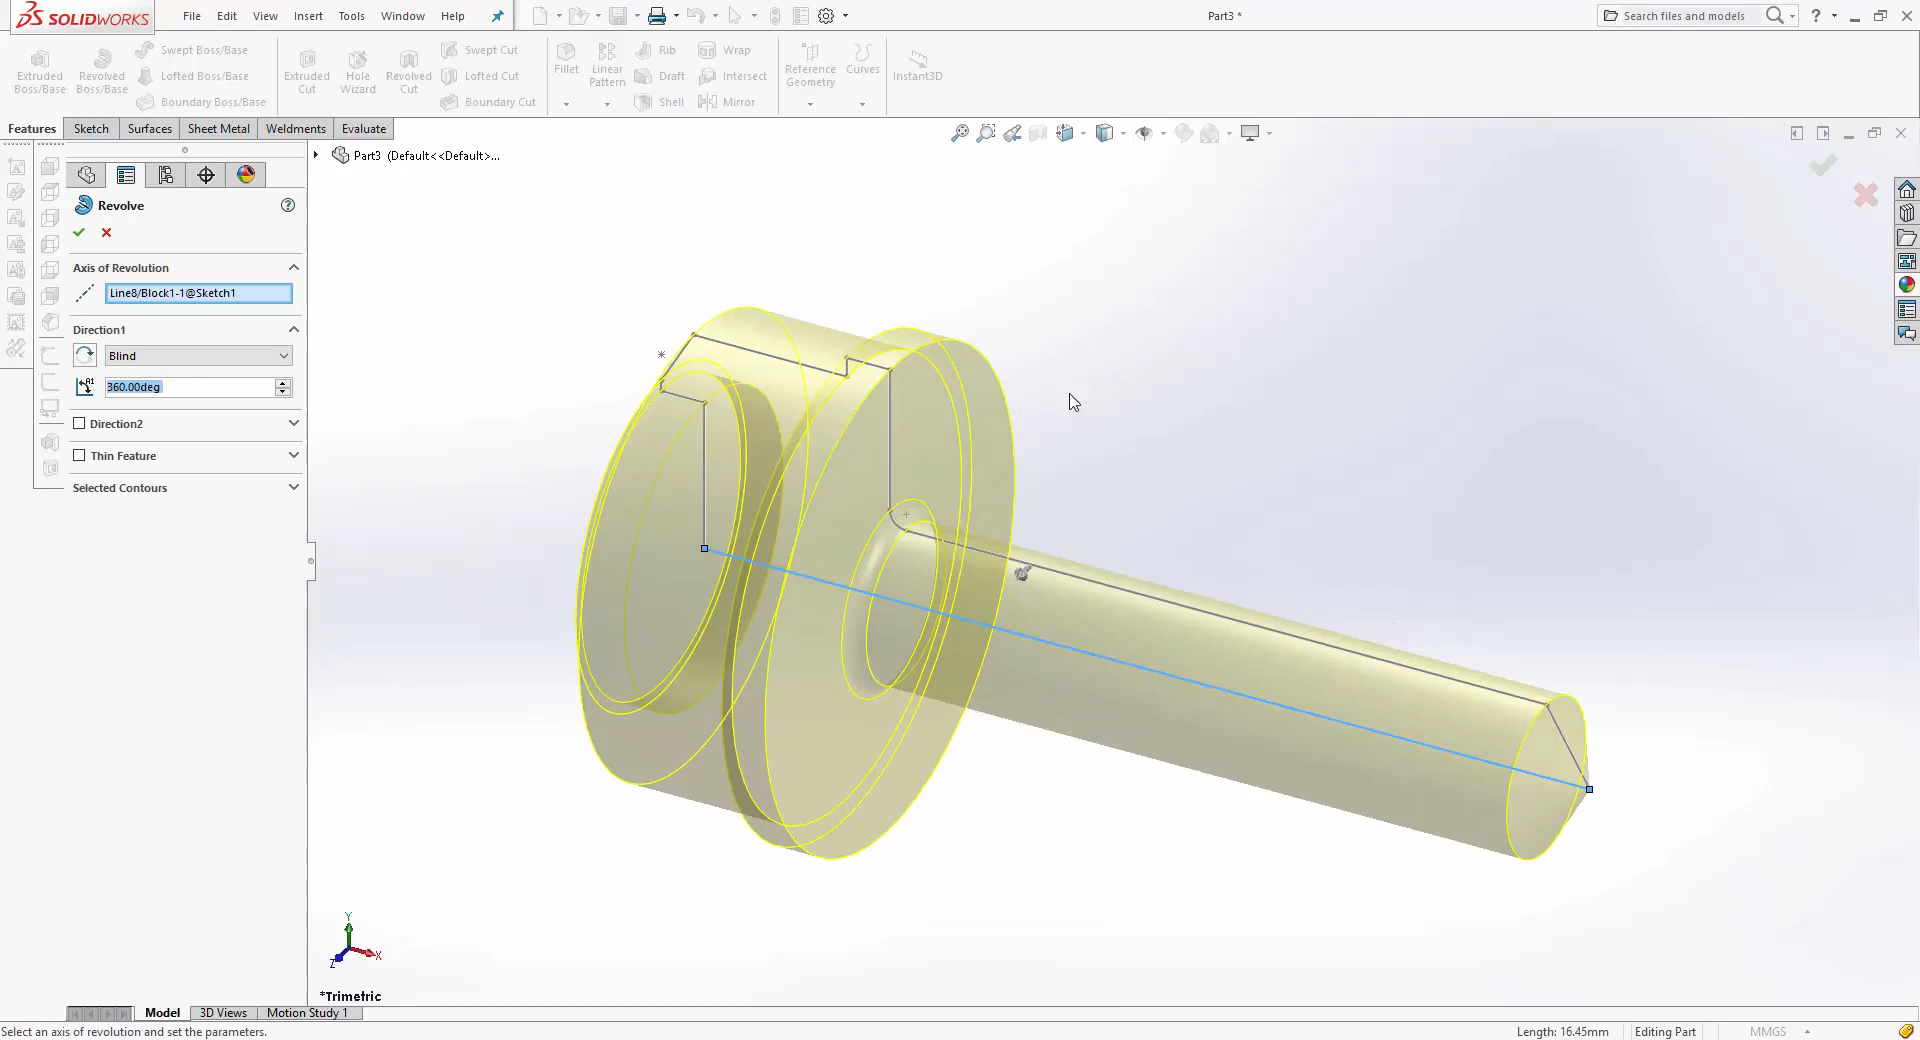 SOLIDWORKS
File Edit View Insert Tools Window Help
Part3 *
Search files and models
Extruded Boss/Base
Revolved Boss/Base
Swept Boss/Base
Lofted Boss/Base
Boundary Boss/Base
Extruded Cut
Hole Wizard
Revolved Cut
Swept Cut
Lofted Cut
Boundary Cut
Fillet
Linear Pattern
Rib
Draft
Shell
Wrap
Intersect
Mirror
Reference Geometry
Curves
Instant3D
Features Sketch Surfaces Sheet Metal Weldments Evaluate
Part3 (Default<<Default>...
Revolve
Axis of Revolution
Line8/Block1-1@Sketch1
Direction1
Blind
360.00deg
Direction2
Thin Feature
Selected Contours
Y
X
Z
*Trimetric
Model 3D Views Motion Study 1
Select an axis of revolution and set the parameters.
Length: 16.45mm Editing Part MMGS